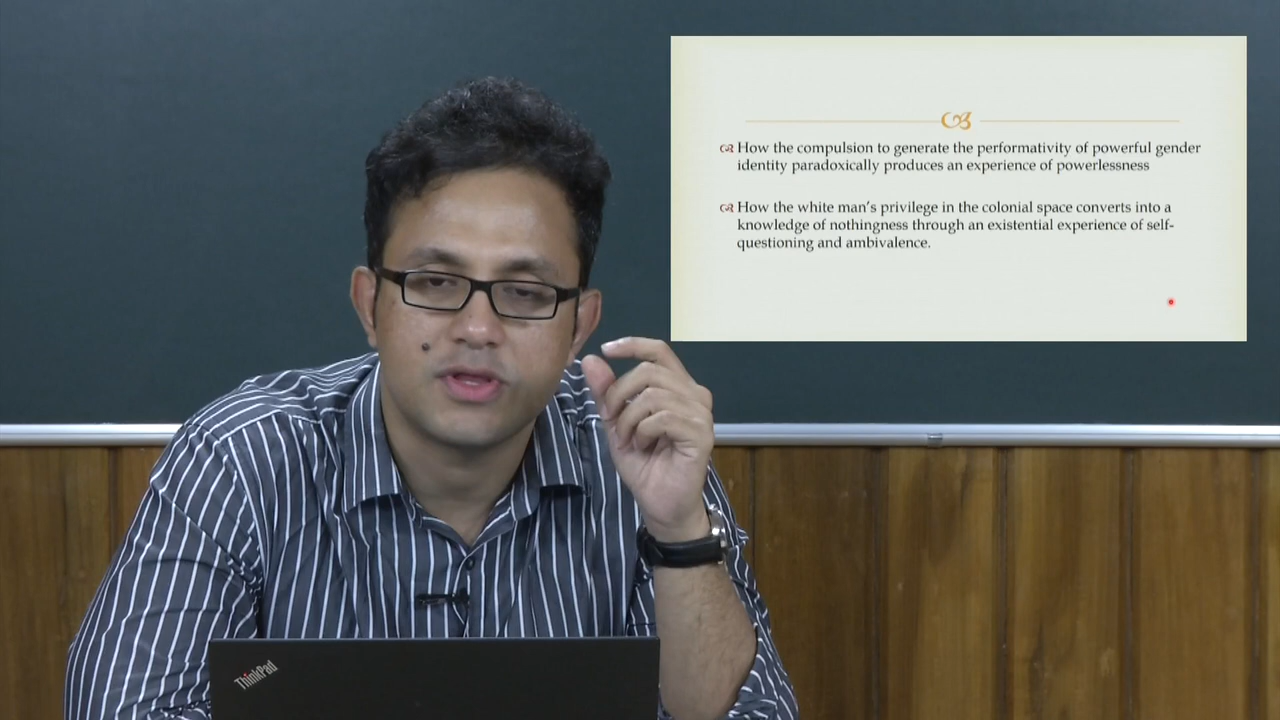 How the compulsion to generate the performativity of powerful gender
identity paradoxically produces an experience of powerlessness
How the white man’s privilege in the colonial space converts into a
knowledge of nothingness through an existential experience of self-
questioning and ambivalence.
ThinkPad